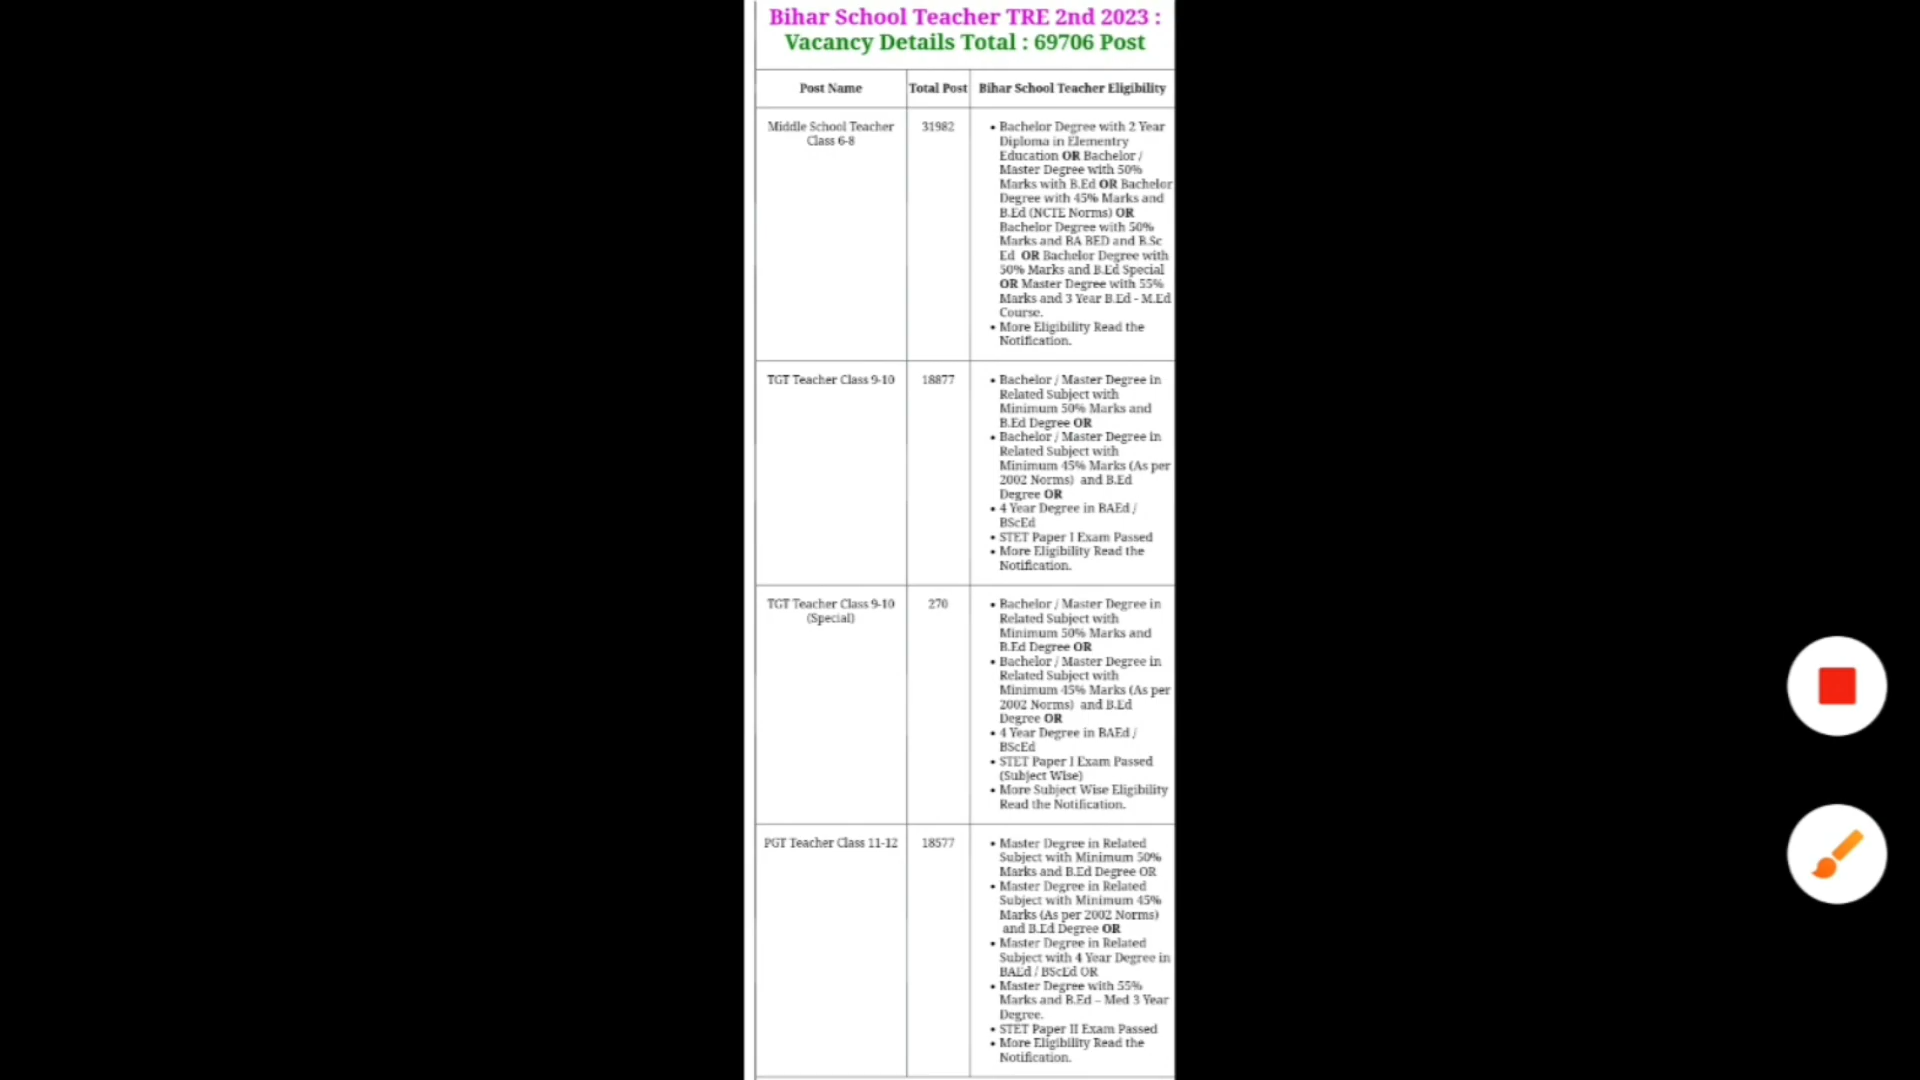 Bihar School Teacher TRE 2nd 2023 :
Vacancy Details Total : 69706 Post
Post Name
Total Post
Bihar School Teacher Eligibility
Middle School Teacher
Class 6-8
31982
• Bachelor Degree with 2 Year
Diploma in Elementry
Education OR Bachelor /
Master Degree with 50%
Marks with B.Ed OR Bachelor
Degree with 45% Marks and
B.Ed (NCTE Norms) OR
Bachelor Degree with 50%
Marks and BA BED and B.Sc
Ed OR Bachelor Degree with
50% Marks and B.Ed Special
OR Master Degree with 55%
Marks and 3 Year B.Ed - M.Ed
Course.
• More Eligibility Read the
Notification.
TGT Teacher Class 9-10
18877
• Bachelor / Master Degree in
Related Subject with
Minimum 50% Marks and
B.Ed Degree OR
• Bachelor / Master Degree in
Related Subject with
Minimum 45% Marks (As per
2002 Norms) and B.Ed
Degree OR
• 4 Year Degree in BAEd /
BScEd
• STET Paper I Exam Passed
• More Eligibility Read the
Notification.
TGT Teacher Class 9-10
(Special)
270
• Bachelor / Master Degree in
Related Subject with
Minimum 50% Marks and
B.Ed Degree OR
• Bachelor / Master Degree in
Related Subject with
Minimum 45% Marks (As per
2002 Norms) and B.Ed
Degree OR
• 4 Year Degree in BAEd /
BScEd
• STET Paper I Exam Passed
(Subject Wise)
• More Subject Wise Eligibility
Read the Notification.
PGT Teacher Class 11-12
18577
• Master Degree in Related
Subject with Minimum 50%
Marks and B.Ed Degree OR
• Master Degree in Related
Subject with Minimum 45%
Marks (As per 2002 Norms)
and B.Ed Degree OR
• Master Degree in Related
Subject with 4 Year Degree in
BAEd / BScEd OR
• Master Degree with 55%
Marks and B.Ed – Med 3 Year
Degree.
• STET Paper II Exam Passed
• More Eligibility Read the
Notification.